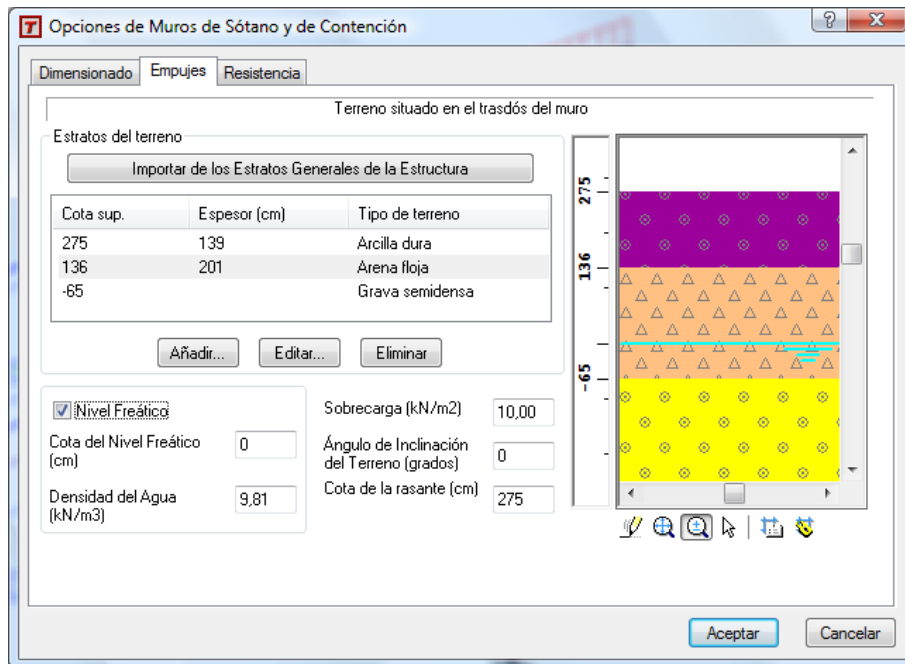 Opciones de Muros de Sótano y de Contención
Dimensionado Empujes Resistencia
Terreno situado en el trasdós del muro
Estratos del terreno
Importar de los Estratos Generales de la Estructura
Cota sup. Espesor (cm) Tipo de terreno
275 139 Arcilla dura
136 201 Arena floja
-65 Grava semidensa
Añadir... Editar... Eliminar
Nivel Freático
Cota del Nivel Freático (cm) 0
Densidad del Agua (kN/m3) 9,81
Sobrecarga (kN/m2) 10,00
Ángulo de Inclinación del Terreno (grados) 0
Cota de la rasante (cm) 275
275
136
-65
Aceptar Cancelar